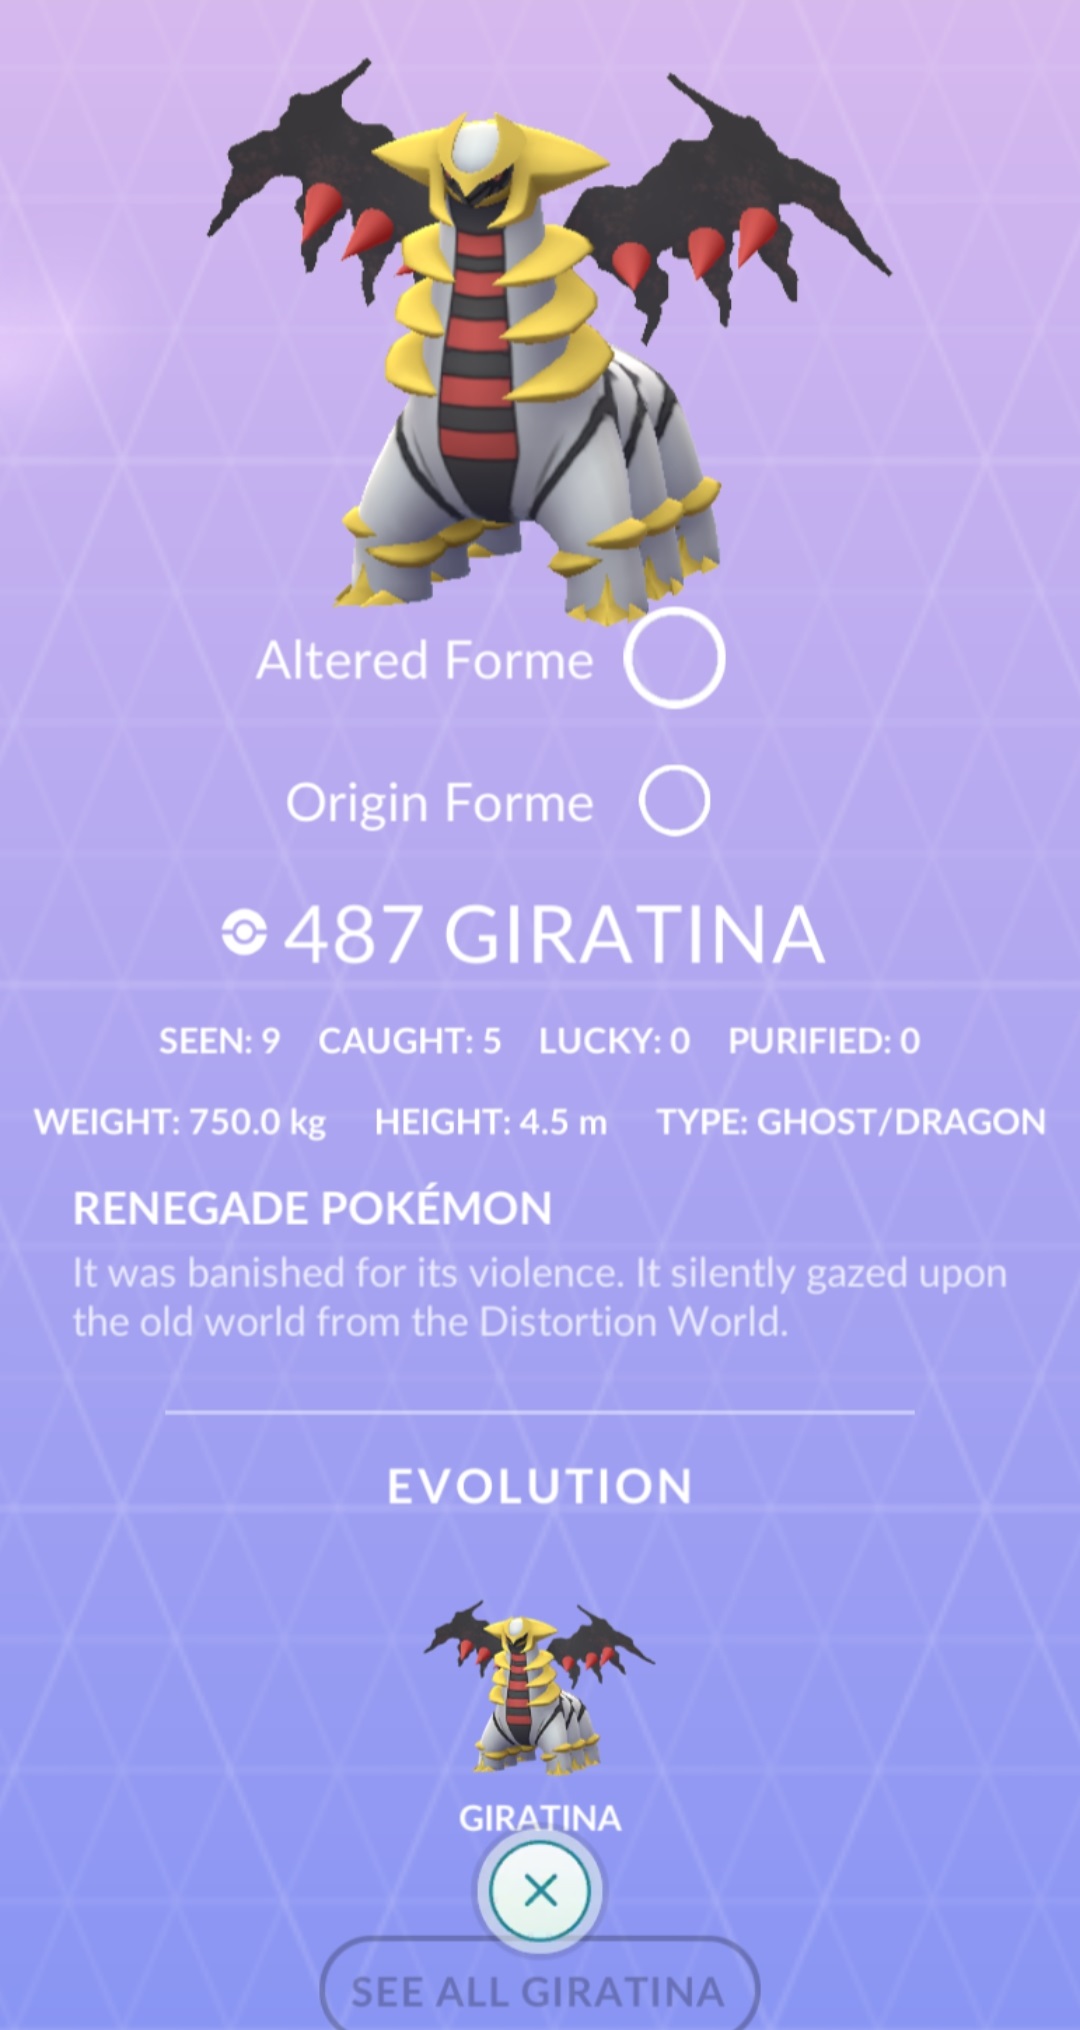 Altered Forme
Origin Forme
487 GIRATINA
SEEN: 9 CAUGHT: 5 LUCKY: 0 PURIFIED: 0
WEIGHT: 750.0 kg HEIGHT: 4.5 m TYPE: GHOST/DRAGON
RENEGADE POKÉMON
It was banished for its violence. It silently gazed upon
the old world from the Distortion World.
EVOLUTION
GIRATINA
SEE ALL GIRATINA